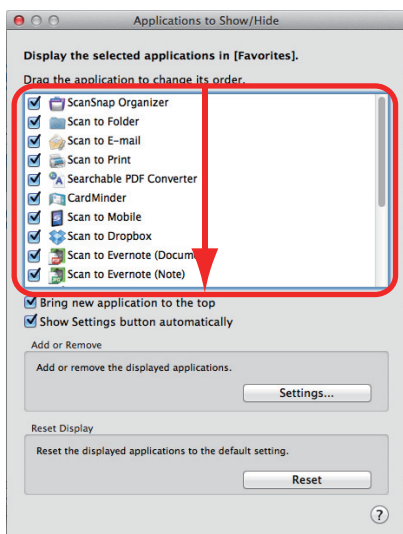 Applications to Show/Hide
Display the selected applications in [Favorites].
Drag the application to change its order.
ScanSnap Organizer
Scan to Folder
Scan to E-mail
Scan to Print
Searchable PDF Converter
CardMinder
Scan to Mobile
Scan to Dropbox
Scan to Evernote (Docum
Scan to Evernote (Note)
Bring new application to the top
Show Settings button automatically
Add or Remove
Add or remove the displayed applications.
Settings...
Reset Display
Reset the displayed applications to the default setting.
Reset
?